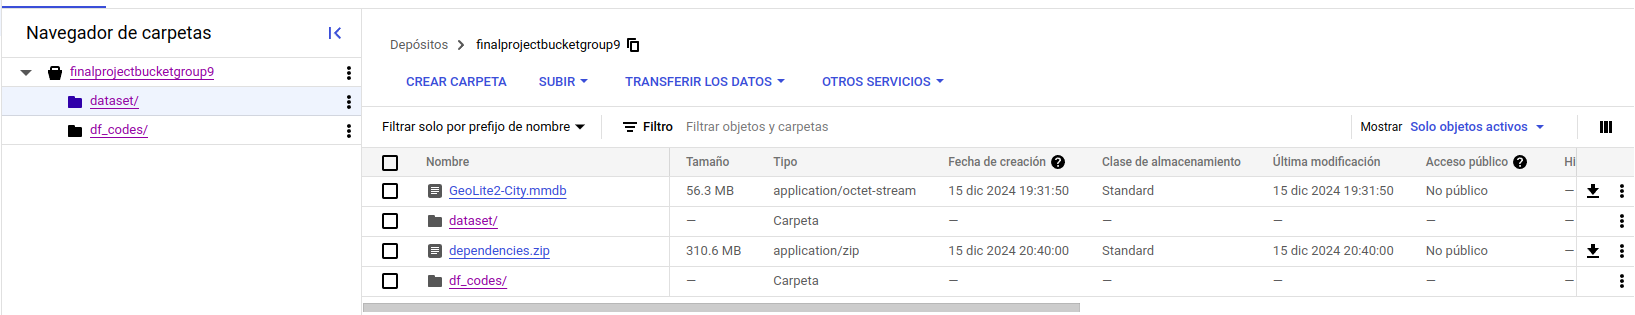 Navegador de carpetas
finalprojectbucketgroup9
dataset/
df_codes/
Depósitos > finalprojectbucketgroup9
CREAR CARPETA SUBIR TRANSFERIR LOS DATOS OTROS SERVICIOS
Filtrar solo por prefijo de nombre Filtro Filtrar objetos y carpetas Mostrar Solo objetos activos
Nombre Tamaño Tipo Fecha de creación Clase de almacenamiento Última modificación Acceso público Hi
GeoLite2-City.mmdb 56.3 MB application/octet-stream 15 dic 2024 19:31:50 Standard 15 dic 2024 19:31:50 No público —
dataset/ — Carpeta — — — — —
dependencies.zip 310.6 MB application/zip 15 dic 2024 20:40:00 Standard 15 dic 2024 20:40:00 No público —
df_codes/ — Carpeta — — — — —